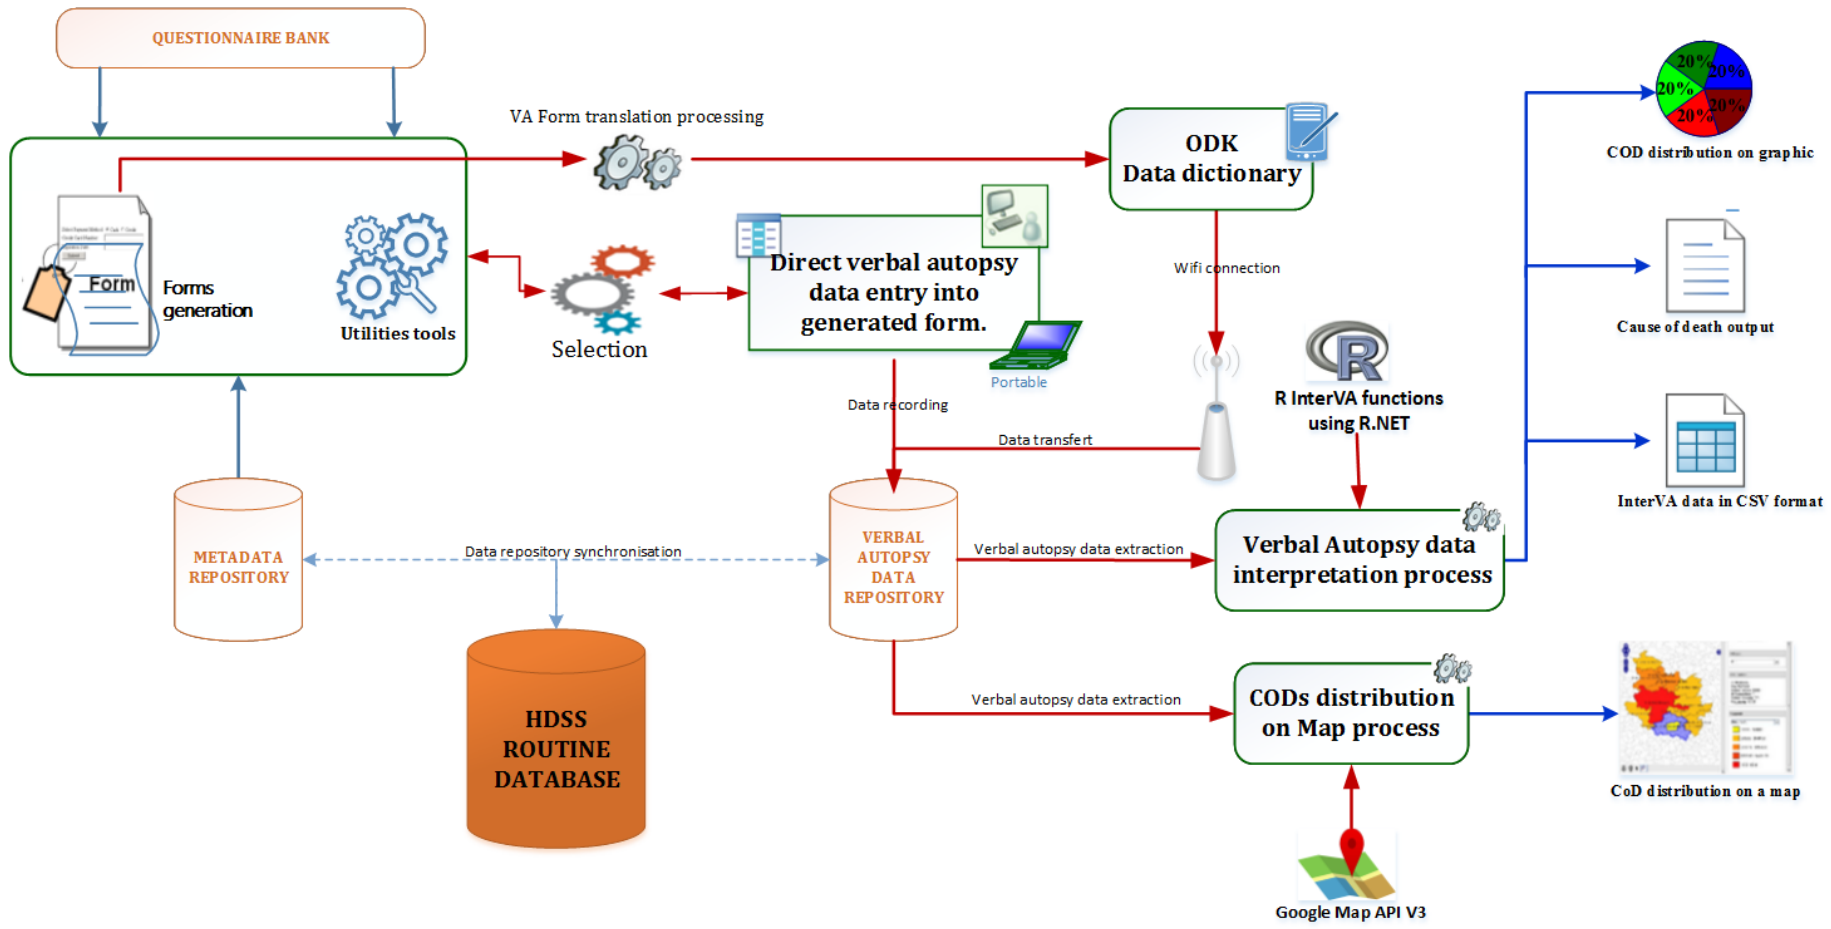 QUESTIONNAIRE BANK
VA Form translation processing
ODK
Data dictionary
Form
Forms
generation
Utilities tools
Selection
Direct verbal autopsy
data entry into
generated form.
Portable
Wifi connection
Data recording
Data transfert
R
R InterVA functions
using R.NET
20%
20%
20%
20%
20%
COD distribution on graphic
Cause of death output
InterVA data in CSV format
METADATA
REPOSITORY
Data repository synchronisation
VERBAL
AUTOPSY
DATA
REPOSITORY
Verbal autopsy data extraction
Verbal Autopsy data
interpretation process
HDSS
ROUTINE
DATABASE
Verbal autopsy data extraction
CODs distribution
on Map process
CoD distribution on a map
Google Map API V3